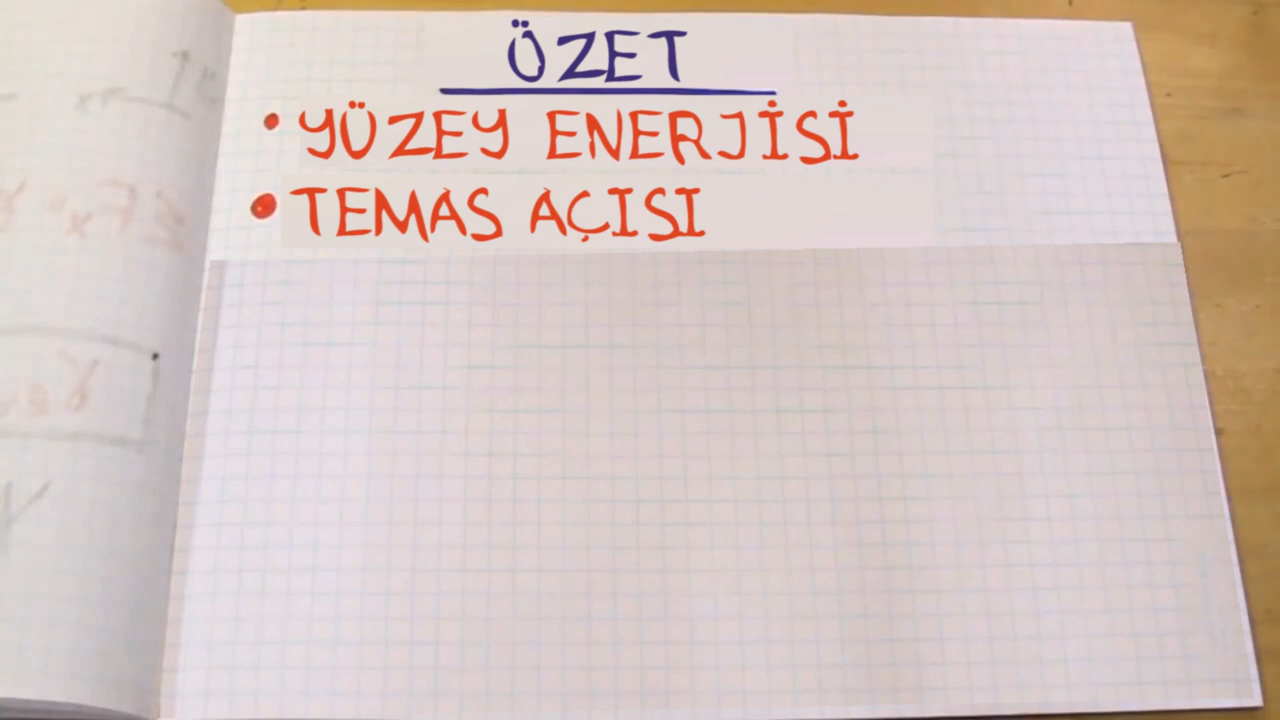 ÖZET
• YÜZEY ENERJİSİ
• TEMAS AÇISI